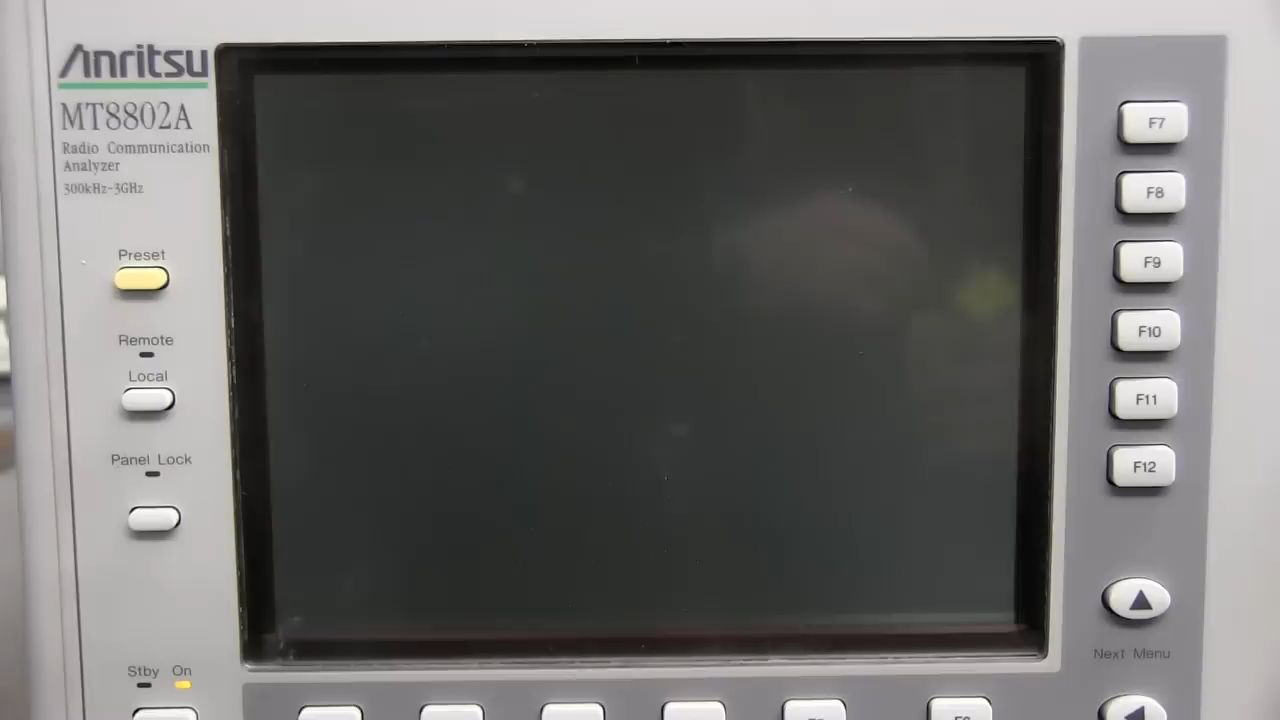 Anritsu
MT8802A
Radio Communication
Analyzer
300kHz-3GHz
Preset
Remote
Local
Panel Lock
Stby On
F7
F8
F9
F10
F11
F12
Next Menu